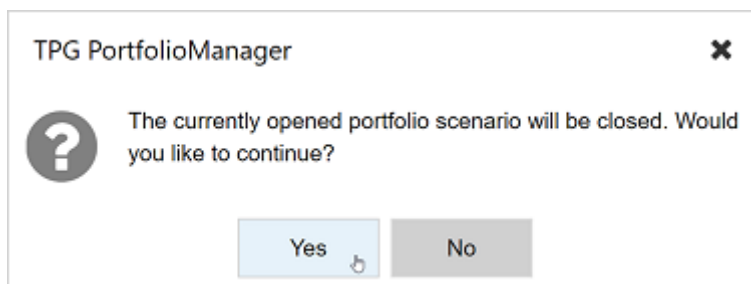 TPG PortfolioManager
The currently opened portfolio scenario will be closed. Would
you like to continue?
Yes
No